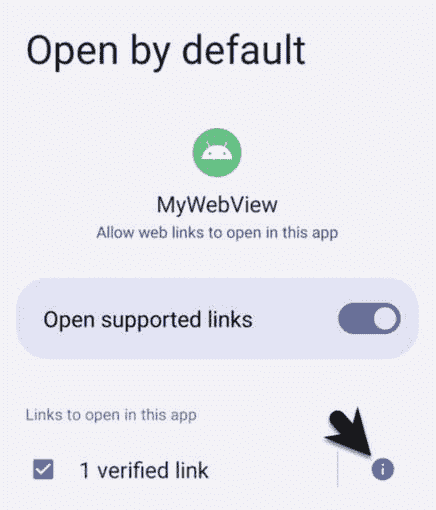 Open by default
MyWebView
Allow web links to open in this app
Open supported links
Links to open in this app
1 verified link